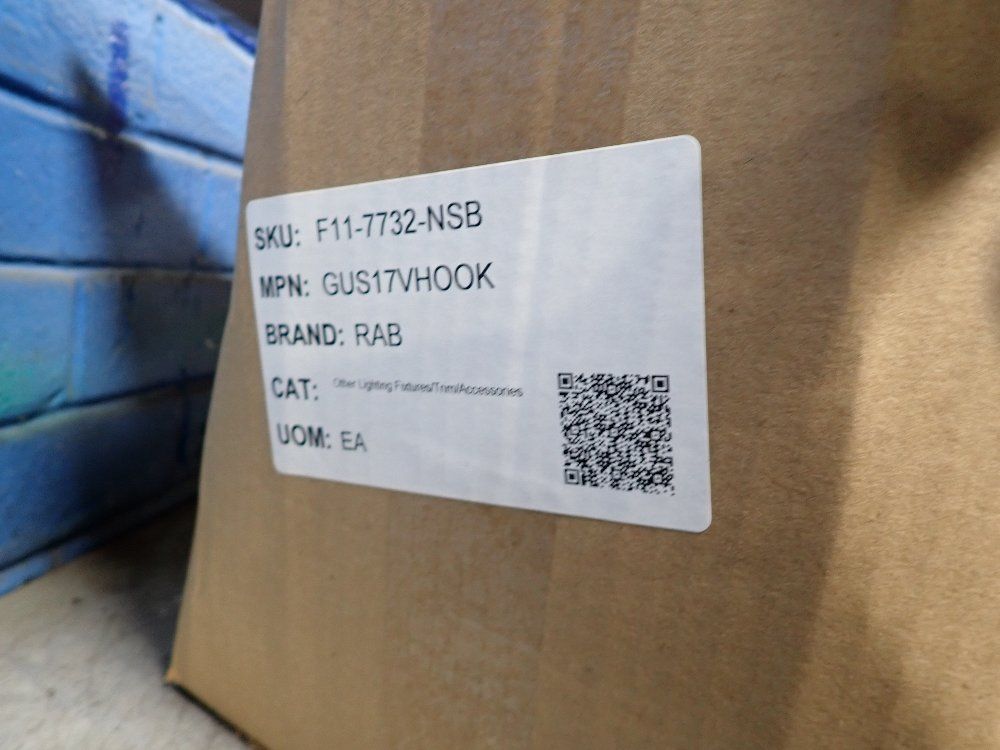 SKU: F11-7732-NSB
MPN: GUS17VHOOK
BRAND: RAB
CAT: Other Lighting Fixtures/Trim/Accessories
UOM: EA